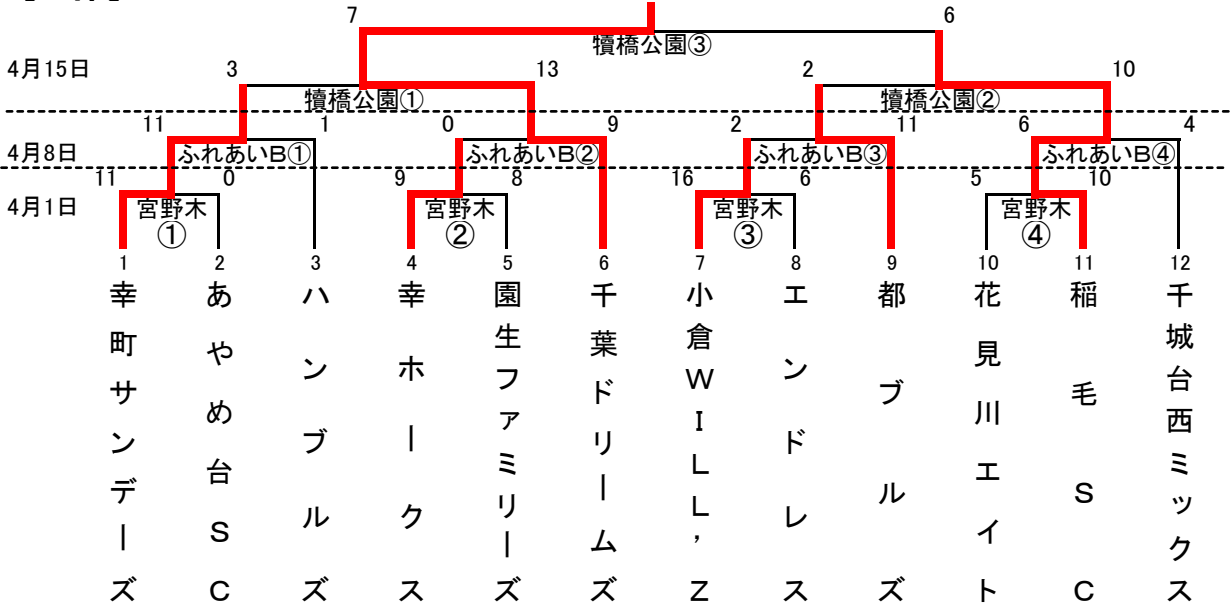 7 6
犢橋公園③
4月15日 3 13 2 10
犢橋公園① 犢橋公園②
11 1 0 9 2 11 6 4
4月8日 ふれあいB① ふれあいB② ふれあいB③ ふれあいB④
11 0 9 8 16 6 5 10
4月1日 宮野木 宮野木 宮野木 宮野木
① ② ③ ④
1 2 3 4 5 6 7 8 9 10 11 12
幸町サンデーズ
あやめ台SC
ハンブルズ
幸ホークス
園生ファミリーズ
千葉ドリームズ
小倉WILL'Z
エンドレス
都ブルズ
花見川エイト
稲毛SC
千城台西ミックス